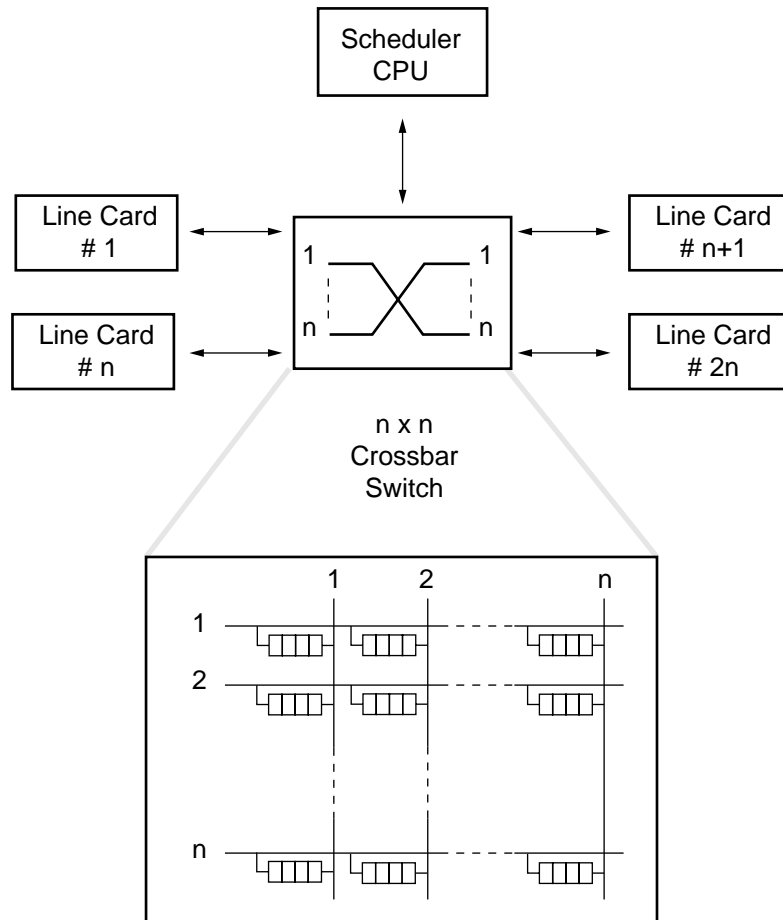 Scheduler
CPU
Line Card
# 1
Line Card
# n+1
1
1
n
n
Line Card
# n
Line Card
# 2n
n x n
Crossbar
Switch
1
2
n
1
2
n